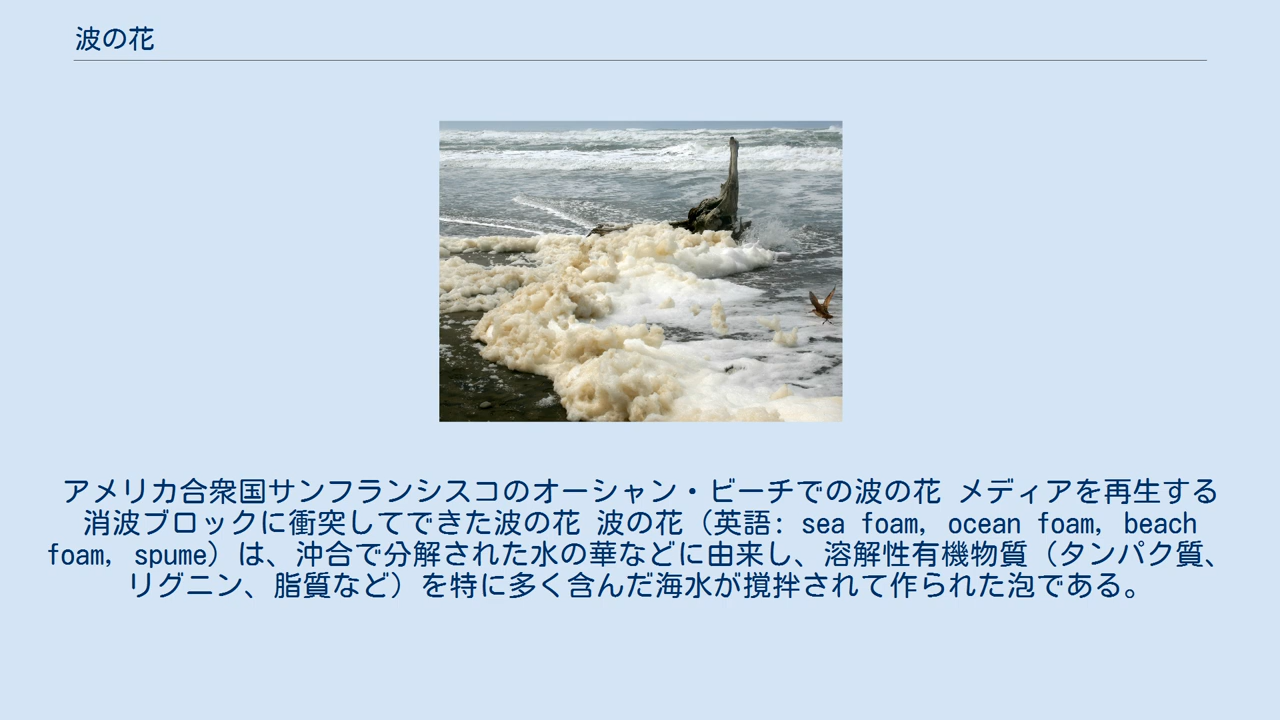 波の花
アメリカ合衆国サンフランシスコのオーシャン・ビーチでの波の花 メディアを再生する
消波ブロックに衝突してできた波の花 波の花（英語: sea foam, ocean foam, beach
foam, spume）は、沖合で分解された水の華などに由来し、溶解性有機物質（タンパク質、
リグニン、脂質など）を特に多く含んだ海水が撹拌されて作られた泡である。